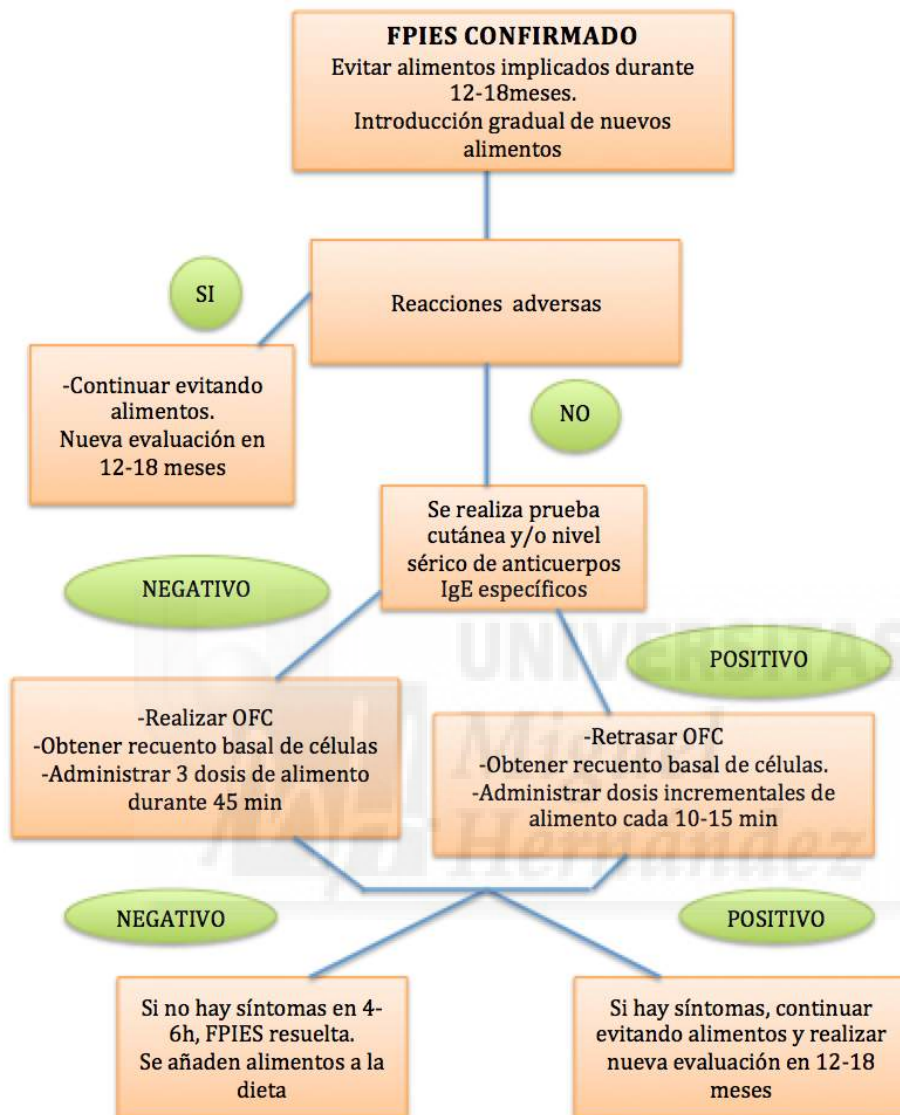 FPIES CONFIRMADO
Evitar alimentos implicados durante
12-18meses.
Introducción gradual de nuevos
alimentos
SI
Reacciones adversas
-Continuar evitando
alimentos.
Nueva evaluación en
12-18 meses
NO
Se realiza prueba
cutánea y/o nivel
sérico de anticuerpos
IgE específicos
NEGATIVO
POSITIVO
UNIVERSITAS
Miguel
Hernández
-Realizar OFC
-Obtener recuento basal de células
-Administrar 3 dosis de alimento
durante 45 min
-Retrasar OFC
-Obtener recuento basal de células.
-Administrar dosis incrementales de
alimento cada 10-15 min
NEGATIVO
POSITIVO
Si no hay síntomas en 4-
6h, FPIES resuelta.
Se añaden alimentos a la
dieta
Si hay síntomas, continuar
evitando alimentos y realizar
nueva evaluación en 12-18
meses